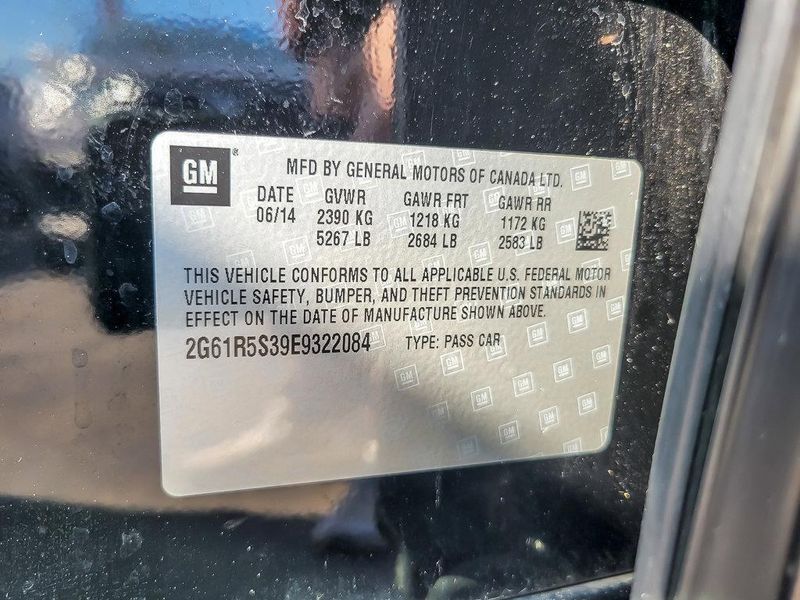 GM®
MFD BY GENERAL MOTORS OF CANADA LTD.
DATE GVWR GAWR FRT GAWR RR
06/14 2390 KG 1218 KG 1172 KG
5267 LB 2684 LB 2583 LB
THIS VEHICLE CONFORMS TO ALL APPLICABLE U.S. FEDERAL MOTOR
VEHICLE SAFETY, BUMPER, AND THEFT PREVENTION STANDARDS IN
EFFECT ON THE DATE OF MANUFACTURE SHOWN ABOVE.
2G61R5S39E9322084 TYPE: PASS CAR